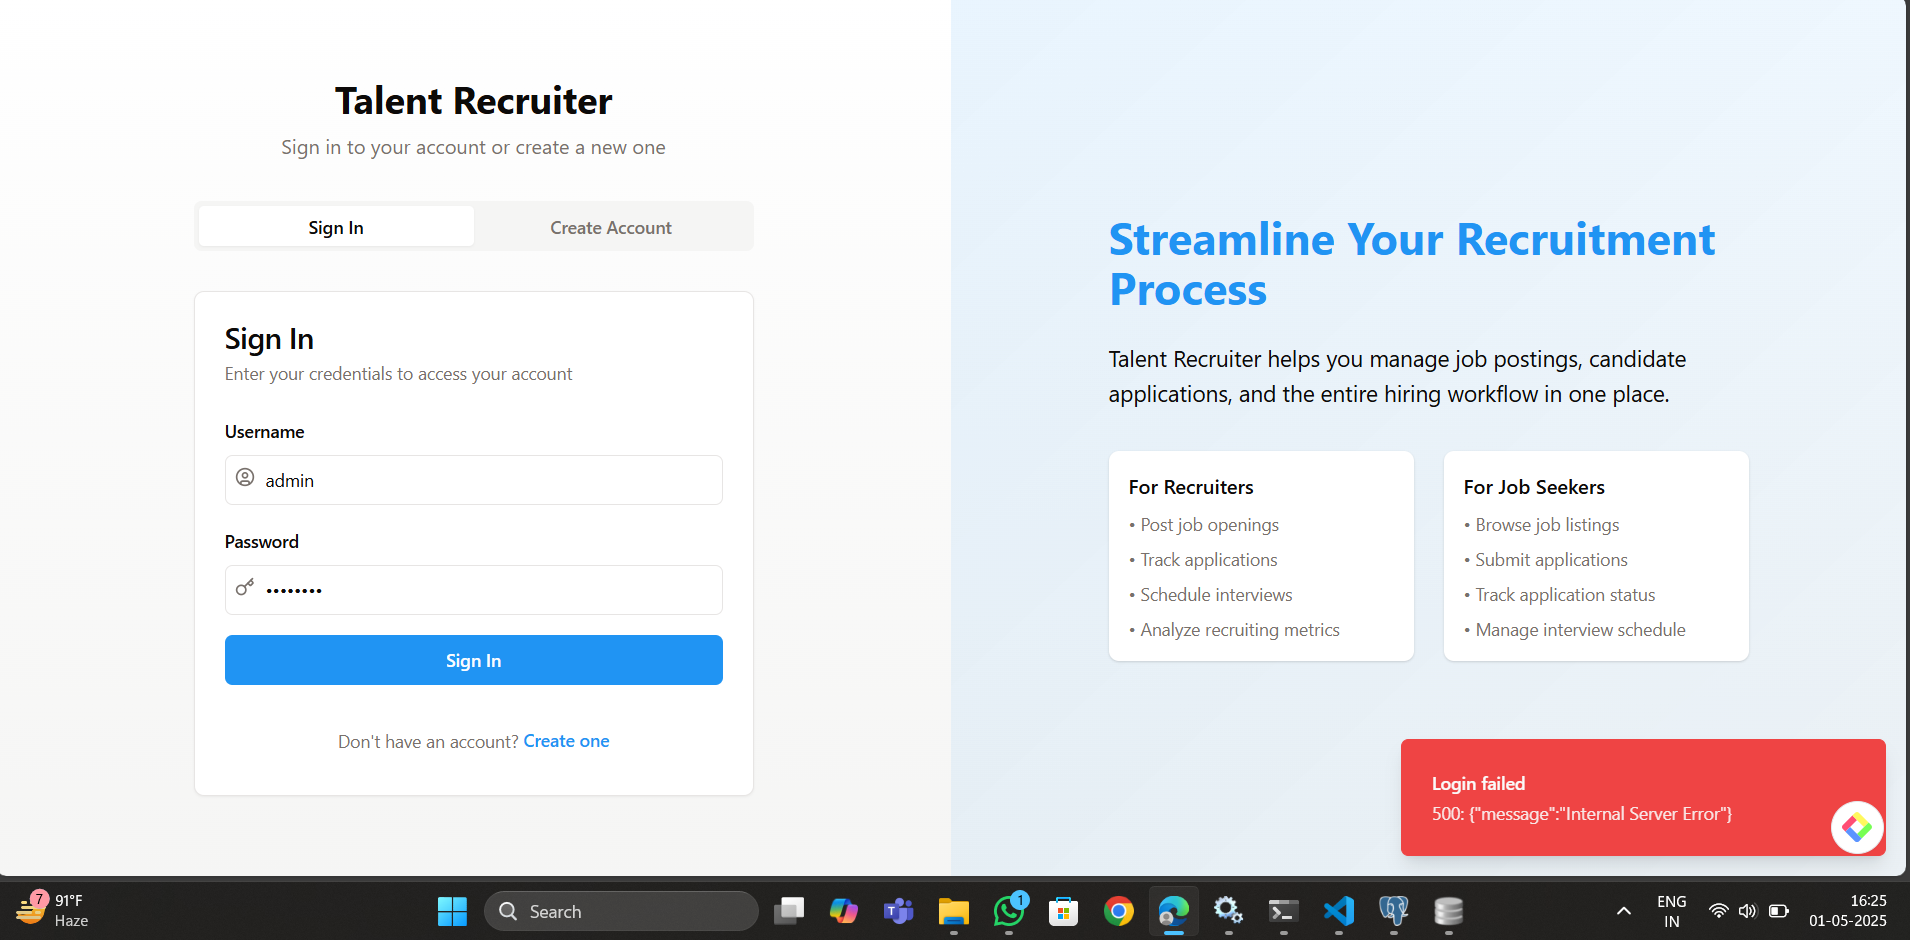 Talent Recruiter
Sign in to your account or create a new one
Sign In
Create Account
Sign In
Enter your credentials to access your account
Username
admin
Password
••••••••
Sign In
Don't have an account? Create one
Streamline Your Recruitment
Process
Talent Recruiter helps you manage job postings, candidate
applications, and the entire hiring workflow in one place.
For Recruiters
• Post job openings
• Track applications
• Schedule interviews
• Analyze recruiting metrics
For Job Seekers
• Browse job listings
• Submit applications
• Track application status
• Manage interview schedule
Login failed
500: {"message":"Internal Server Error"}
7
91°F
Haze
Search
1
ENG
IN
16:25
01-05-2025